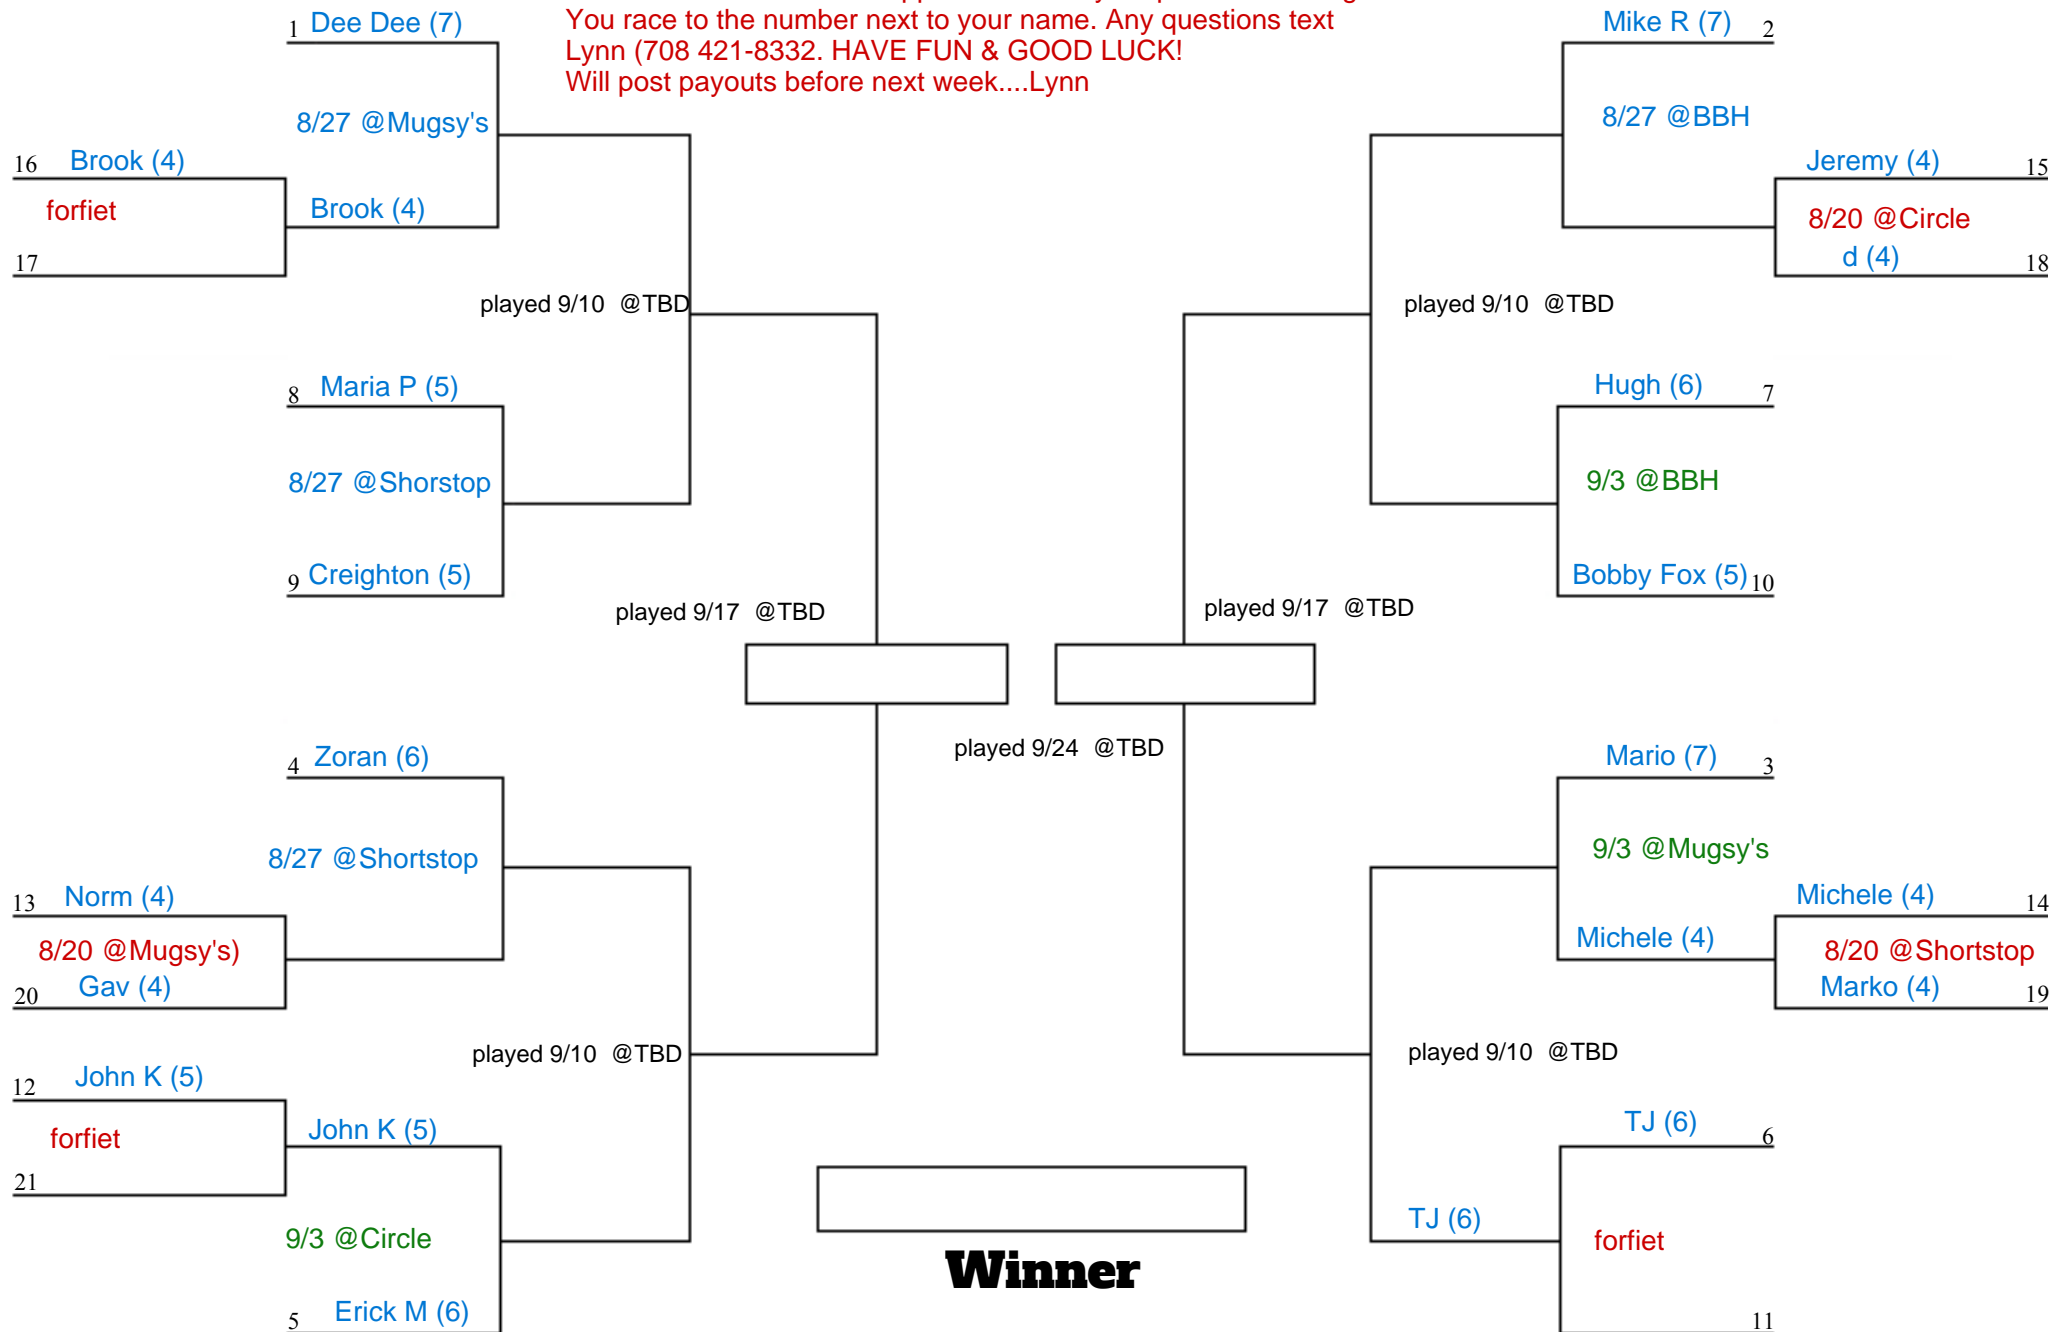 You race to the number next to your name. Any questions text
Lynn (708 421-8332. HAVE FUN & GOOD LUCK!
Will post payouts before next week....Lynn
1 Dee Dee (7)
8/27 @Mugsy's
16 Brook (4)
forfiet
Brook (4)
17
played 9/10 @TBD
8 Maria P (5)
8/27 @Shorstop
9 Creighton (5)
played 9/17 @TBD
4 Zoran (6)
8/27 @Shortstop
13 Norm (4)
8/20 @Mugsy's)
20 Gav (4)
played 9/10 @TBD
12 John K (5)
forfiet
John K (5)
21
9/3 @Circle
5 Erick M (6)
Mike R (7) 2
8/27 @BBH
Jeremy (4) 15
8/20 @Circle
d (4) 18
played 9/10 @TBD
Hugh (6) 7
9/3 @BBH
Bobby Fox (5) 10
played 9/17 @TBD
played 9/24 @TBD
Mario (7) 3
9/3 @Mugsy's
Michele (4) 14
Michele (4)
8/20 @Shortstop
Marko (4) 19
played 9/10 @TBD
TJ (6) 6
TJ (6)
forfiet
11
Winner